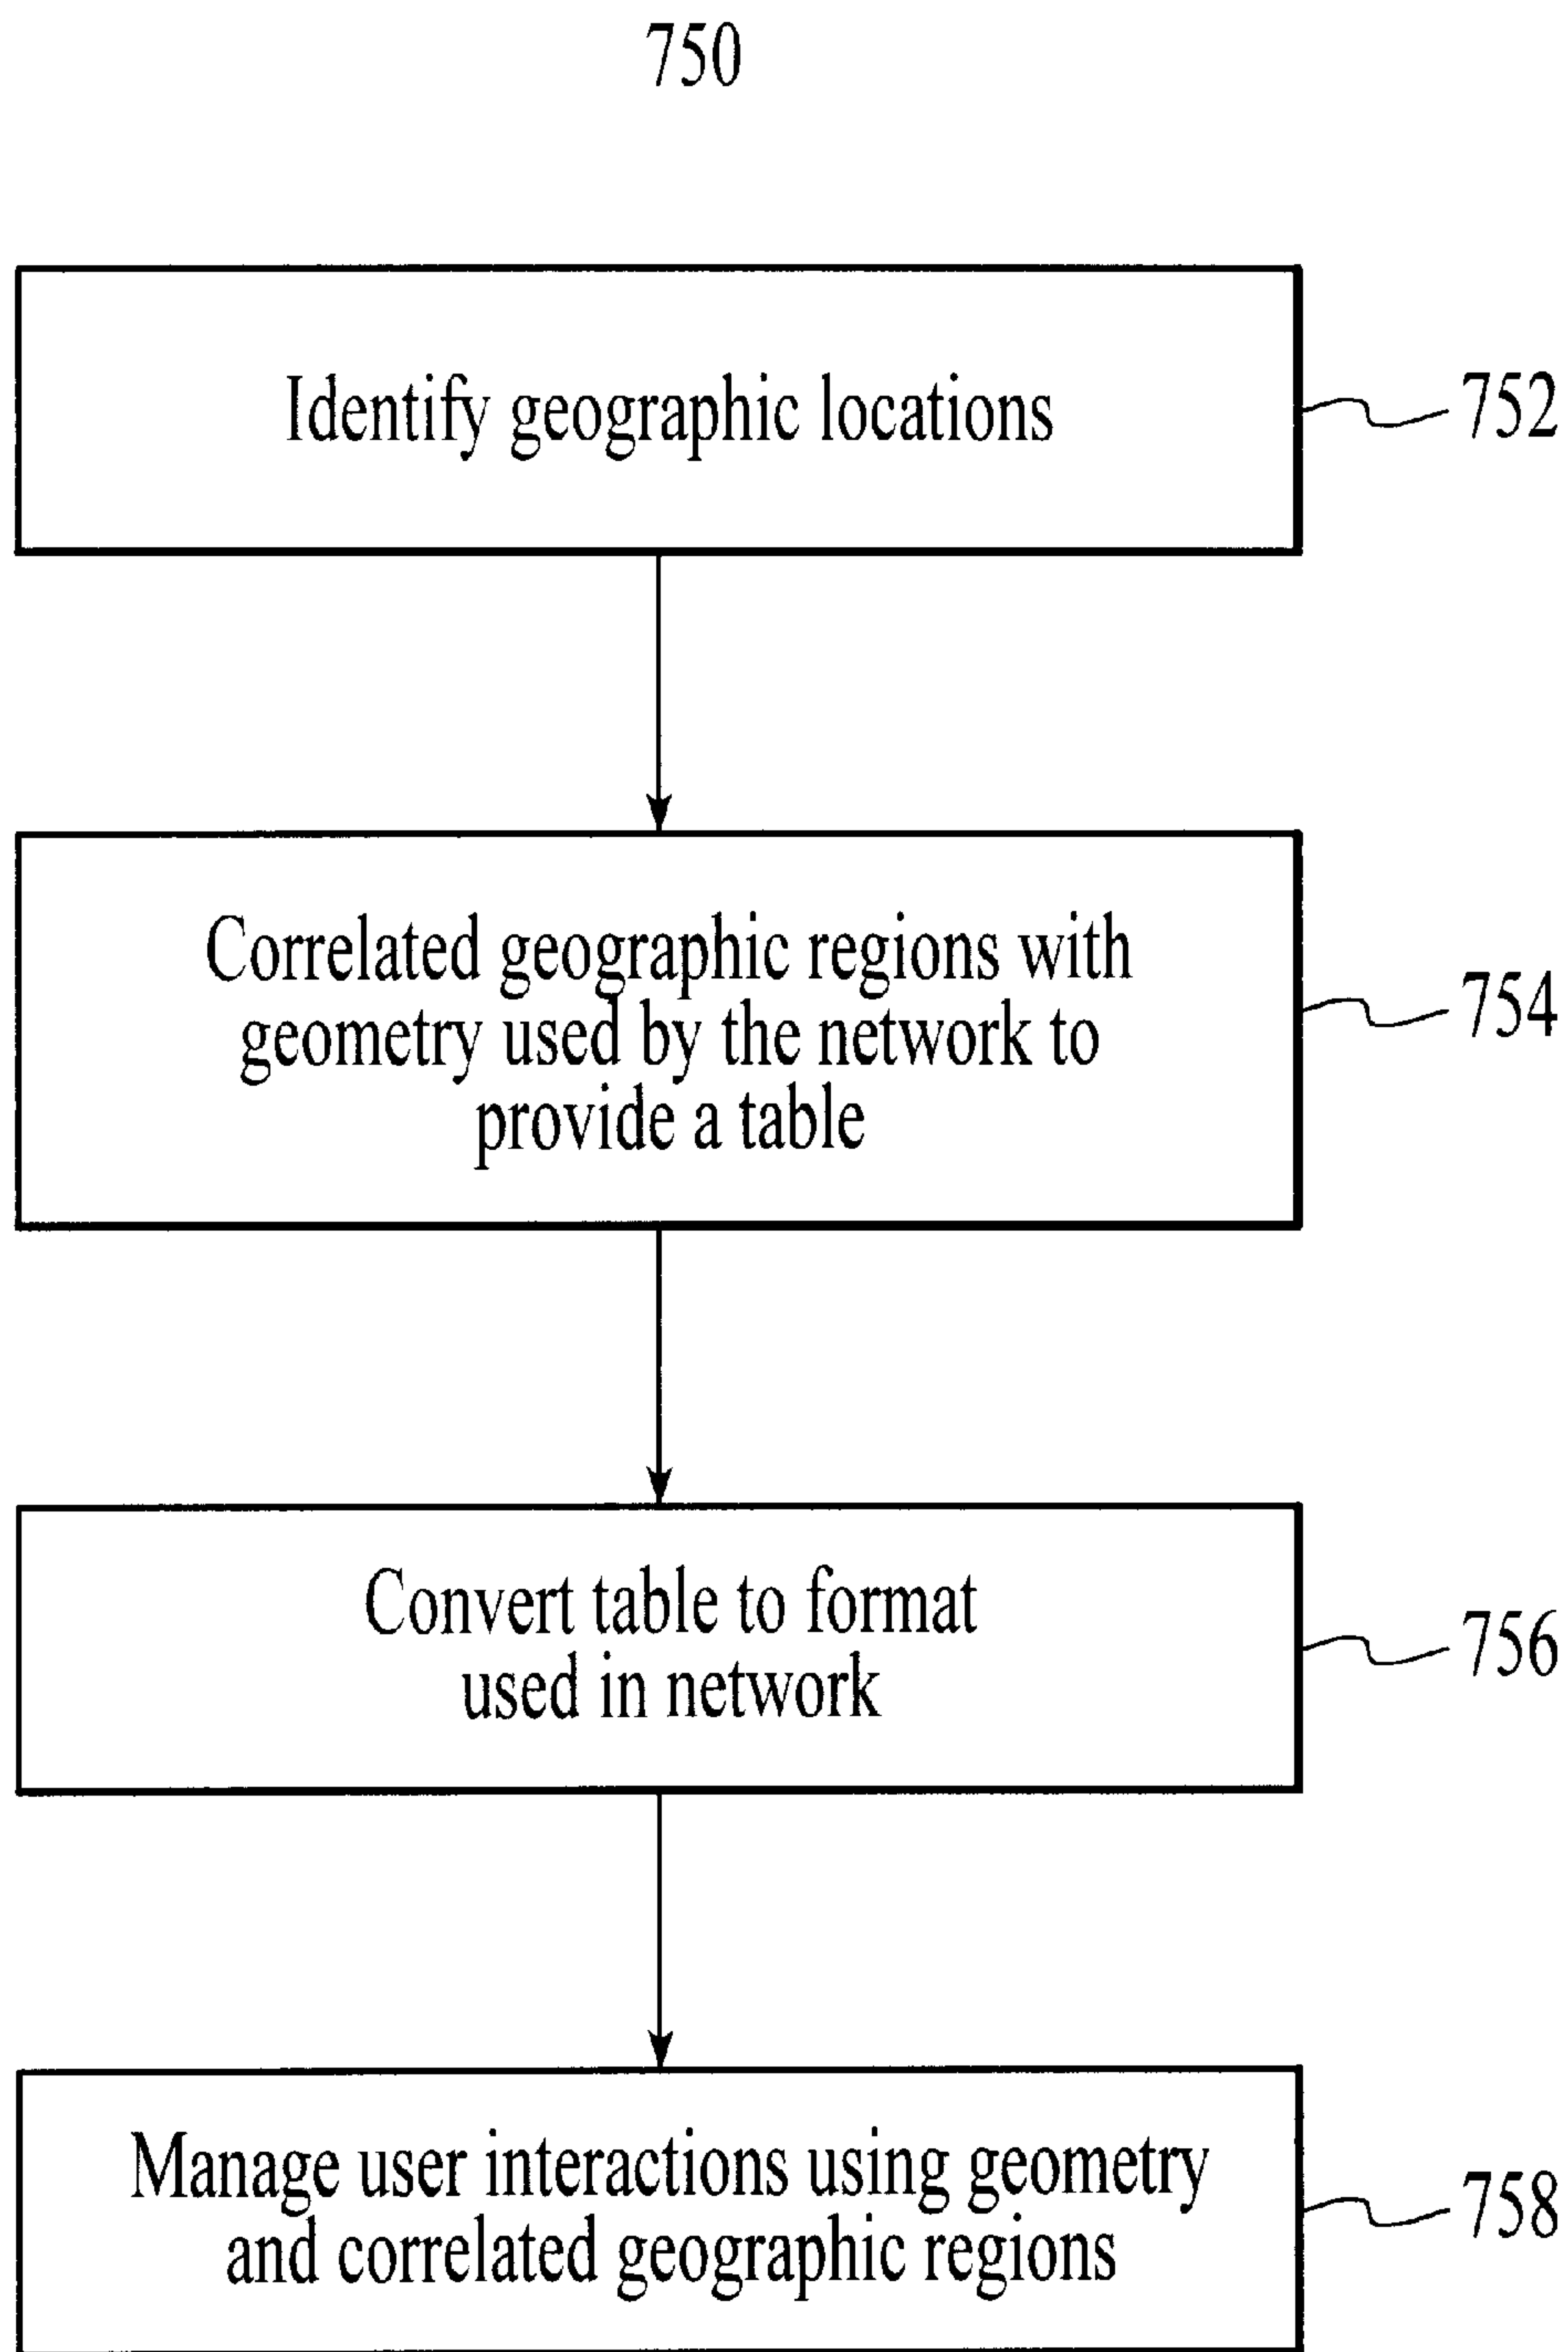 750
Identify geographic locations
752
Correlated geographic regions with
geometry used by the network to
provide a table
754
Convert table to format
used in network
756
Manage user interactions using geometry
and correlated geographic regions
758